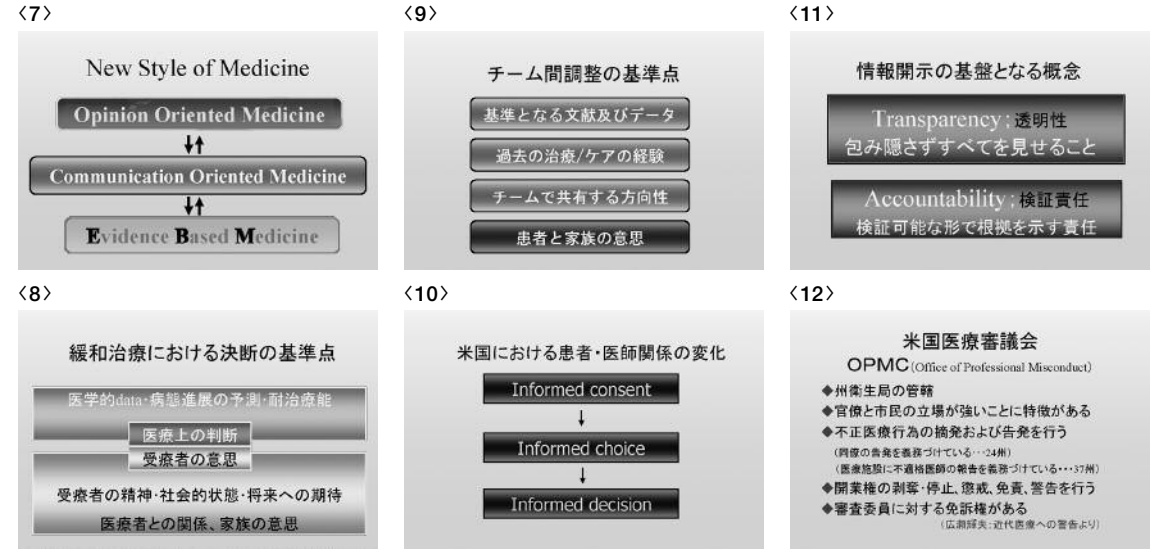 〈7〉
New Style of Medicine
Opinion Oriented Medicine
Communication Oriented Medicine
Evidence Based Medicine
〈8〉
緩和治療における決断の基準点
医学的data・病態進展の予測・耐治療能
医療上の判断
受療者の意思
受療者の精神・社会的状態・将来への期待
医療者との関係、家族の意思
〈9〉
チーム間調整の基準点
基準となる文献及びデータ
過去の治療/ケアの経験
チームで共有する方向性
患者と家族の意思
〈10〉
米国における患者・医師関係の変化
Informed consent
Informed choice
Informed decision
〈11〉
情報開示の基盤となる概念
Transparency;透明性
包み隠さずすべてを見せること
Accountability;検証責任
検証可能な形で根拠を示す責任
〈12〉
米国医療審議会
OPMC(Office of Professional Misconduct)
◆州衛生局の管轄
◆官僚と市民の立場が強いことに特徴がある
◆不正医療行為の摘発および告発を行う
(同僚の告発を義務づけている・・・24州)
(医療施設に不適格医師の報告を義務づけている・・・37州)
◆開業権の剥奪・停止、懲戒、免責、警告を行う
◆審査委員に対する免訴権がある
(広瀬輝夫:近代医療への警告より)